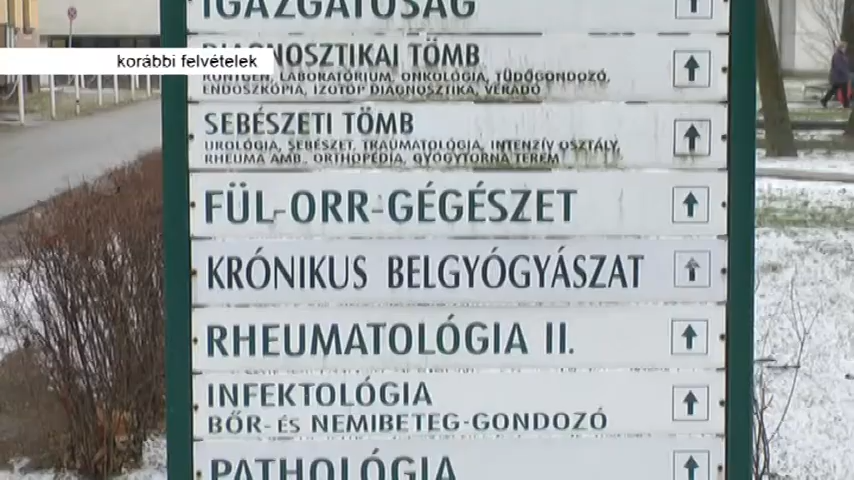 IGAZGATÓSÁG
DIAGNOSZTIKAI TÖMB
korábbi felvételek
RÖNTGEN, LABORATÓRIUM, ONKOLÓGIA, TÜDŐGONDOZÓ,
ENDOSZKÓPIA, IZOTÓP DIAGNOSZTIKA, VÉRADÓ
SEBÉSZETI TÖMB
UROLÓGIA, SEBÉSZET, TRAUMATOLÓGIA, INTENZÍV OSZTÁLY,
RHEUMA AMB., ORTHOPÉDIA, GYÓGYTORNA TEREM
FÜL-ORR-GÉGÉSZET
KRÓNIKUS BELGYÓGYÁSZAT
RHEUMATOLÓGIA II.
INFEKTOLÓGIA
BŐR- ÉS NEMIBETEG-GONDOZÓ
PATHOLÓGIA